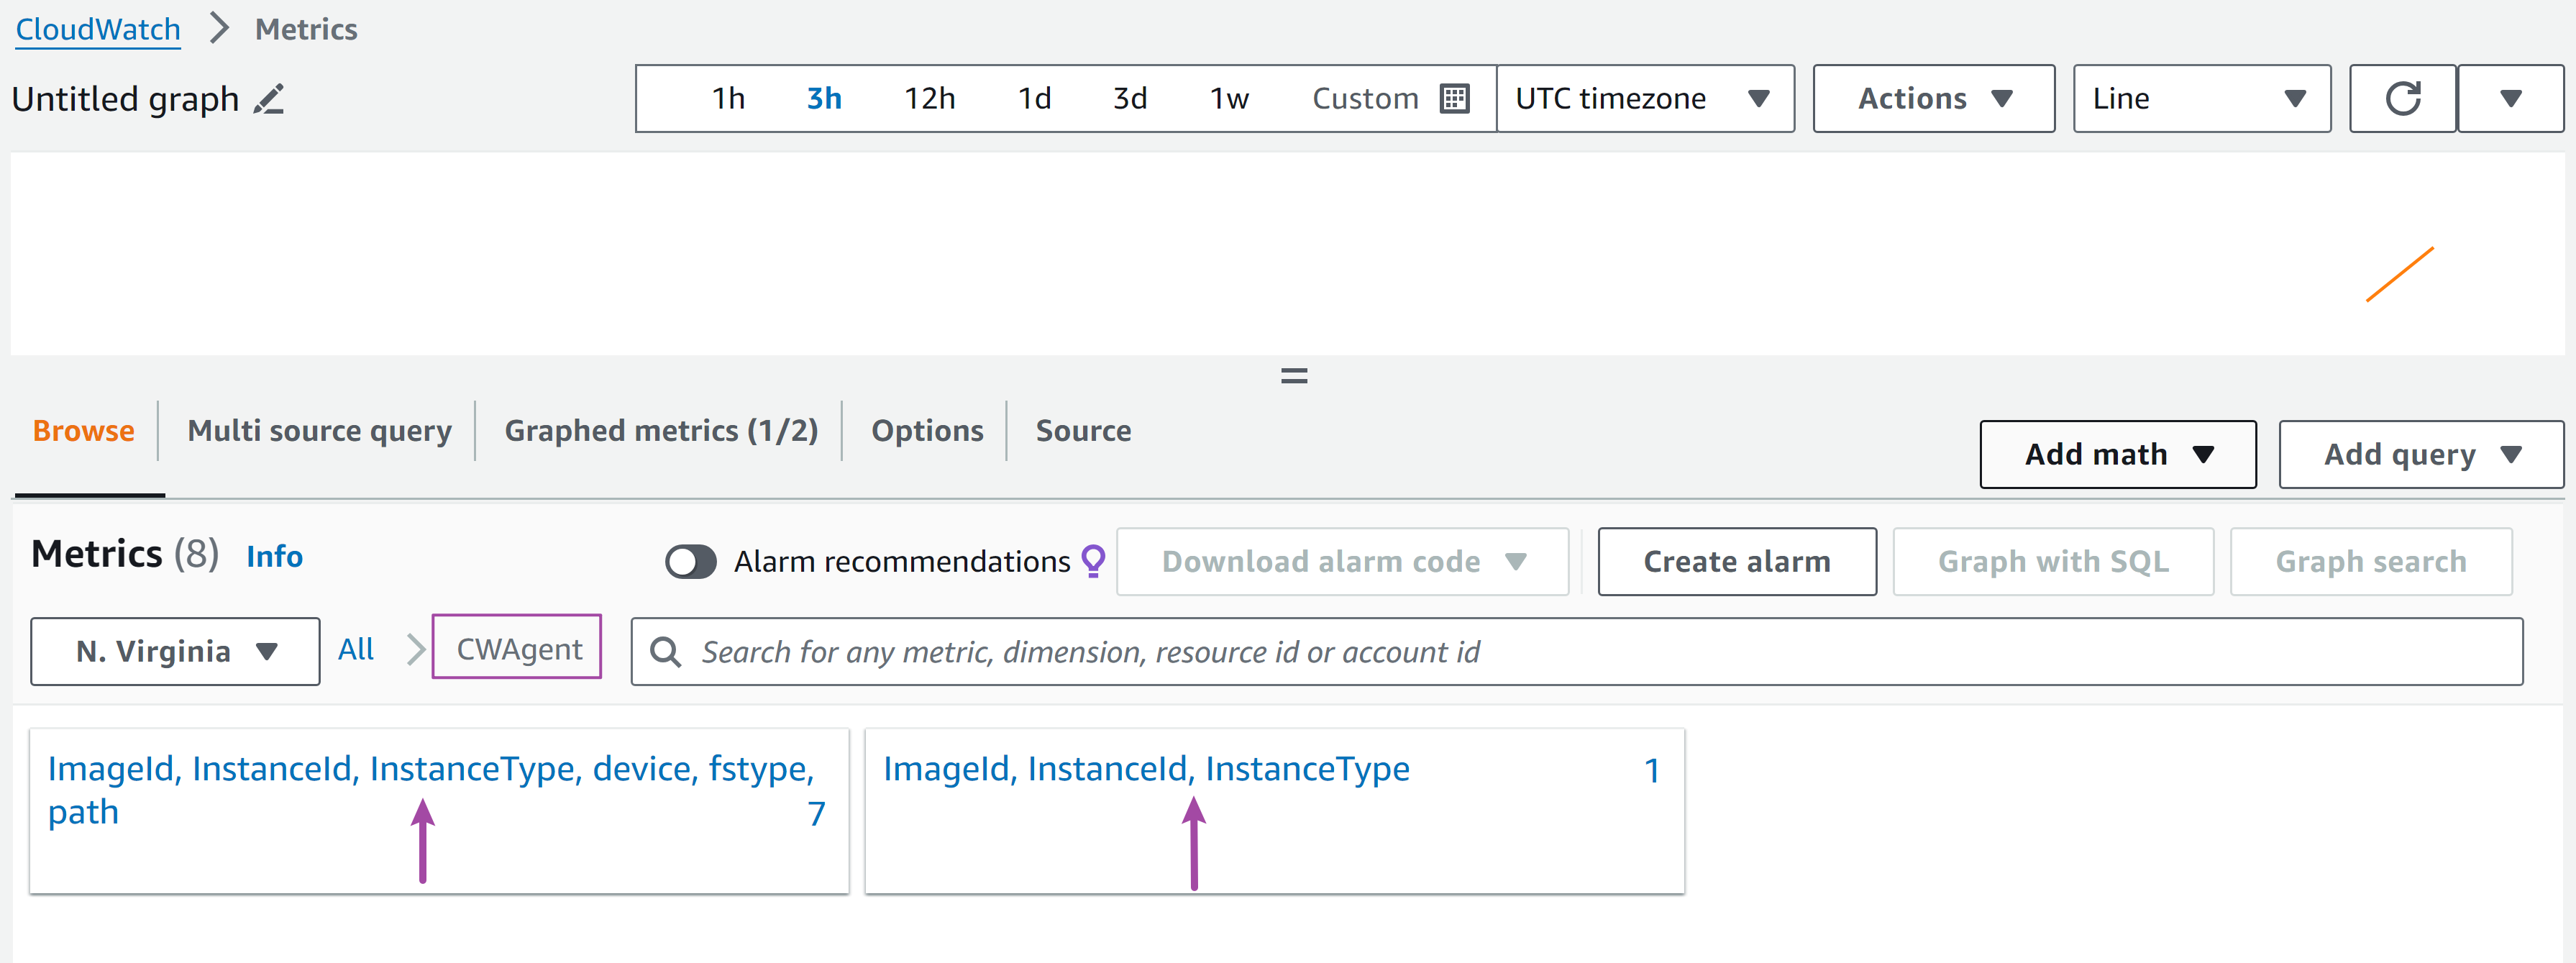 CloudWatch > Metrics
Untitled graph
1h 3h 12h 1d 3d 1w Custom UTC timezone Actions Line
Browse Multi source query Graphed metrics (1/2) Options Source
Add math Add query
Metrics (8) Info Alarm recommendations Download alarm code Create alarm Graph with SQL Graph search
N. Virginia All > CWAgent Search for any metric, dimension, resource id or account id
ImageId, InstanceId, InstanceType, device, fstype,
path 7
ImageId, InstanceId, InstanceType 1